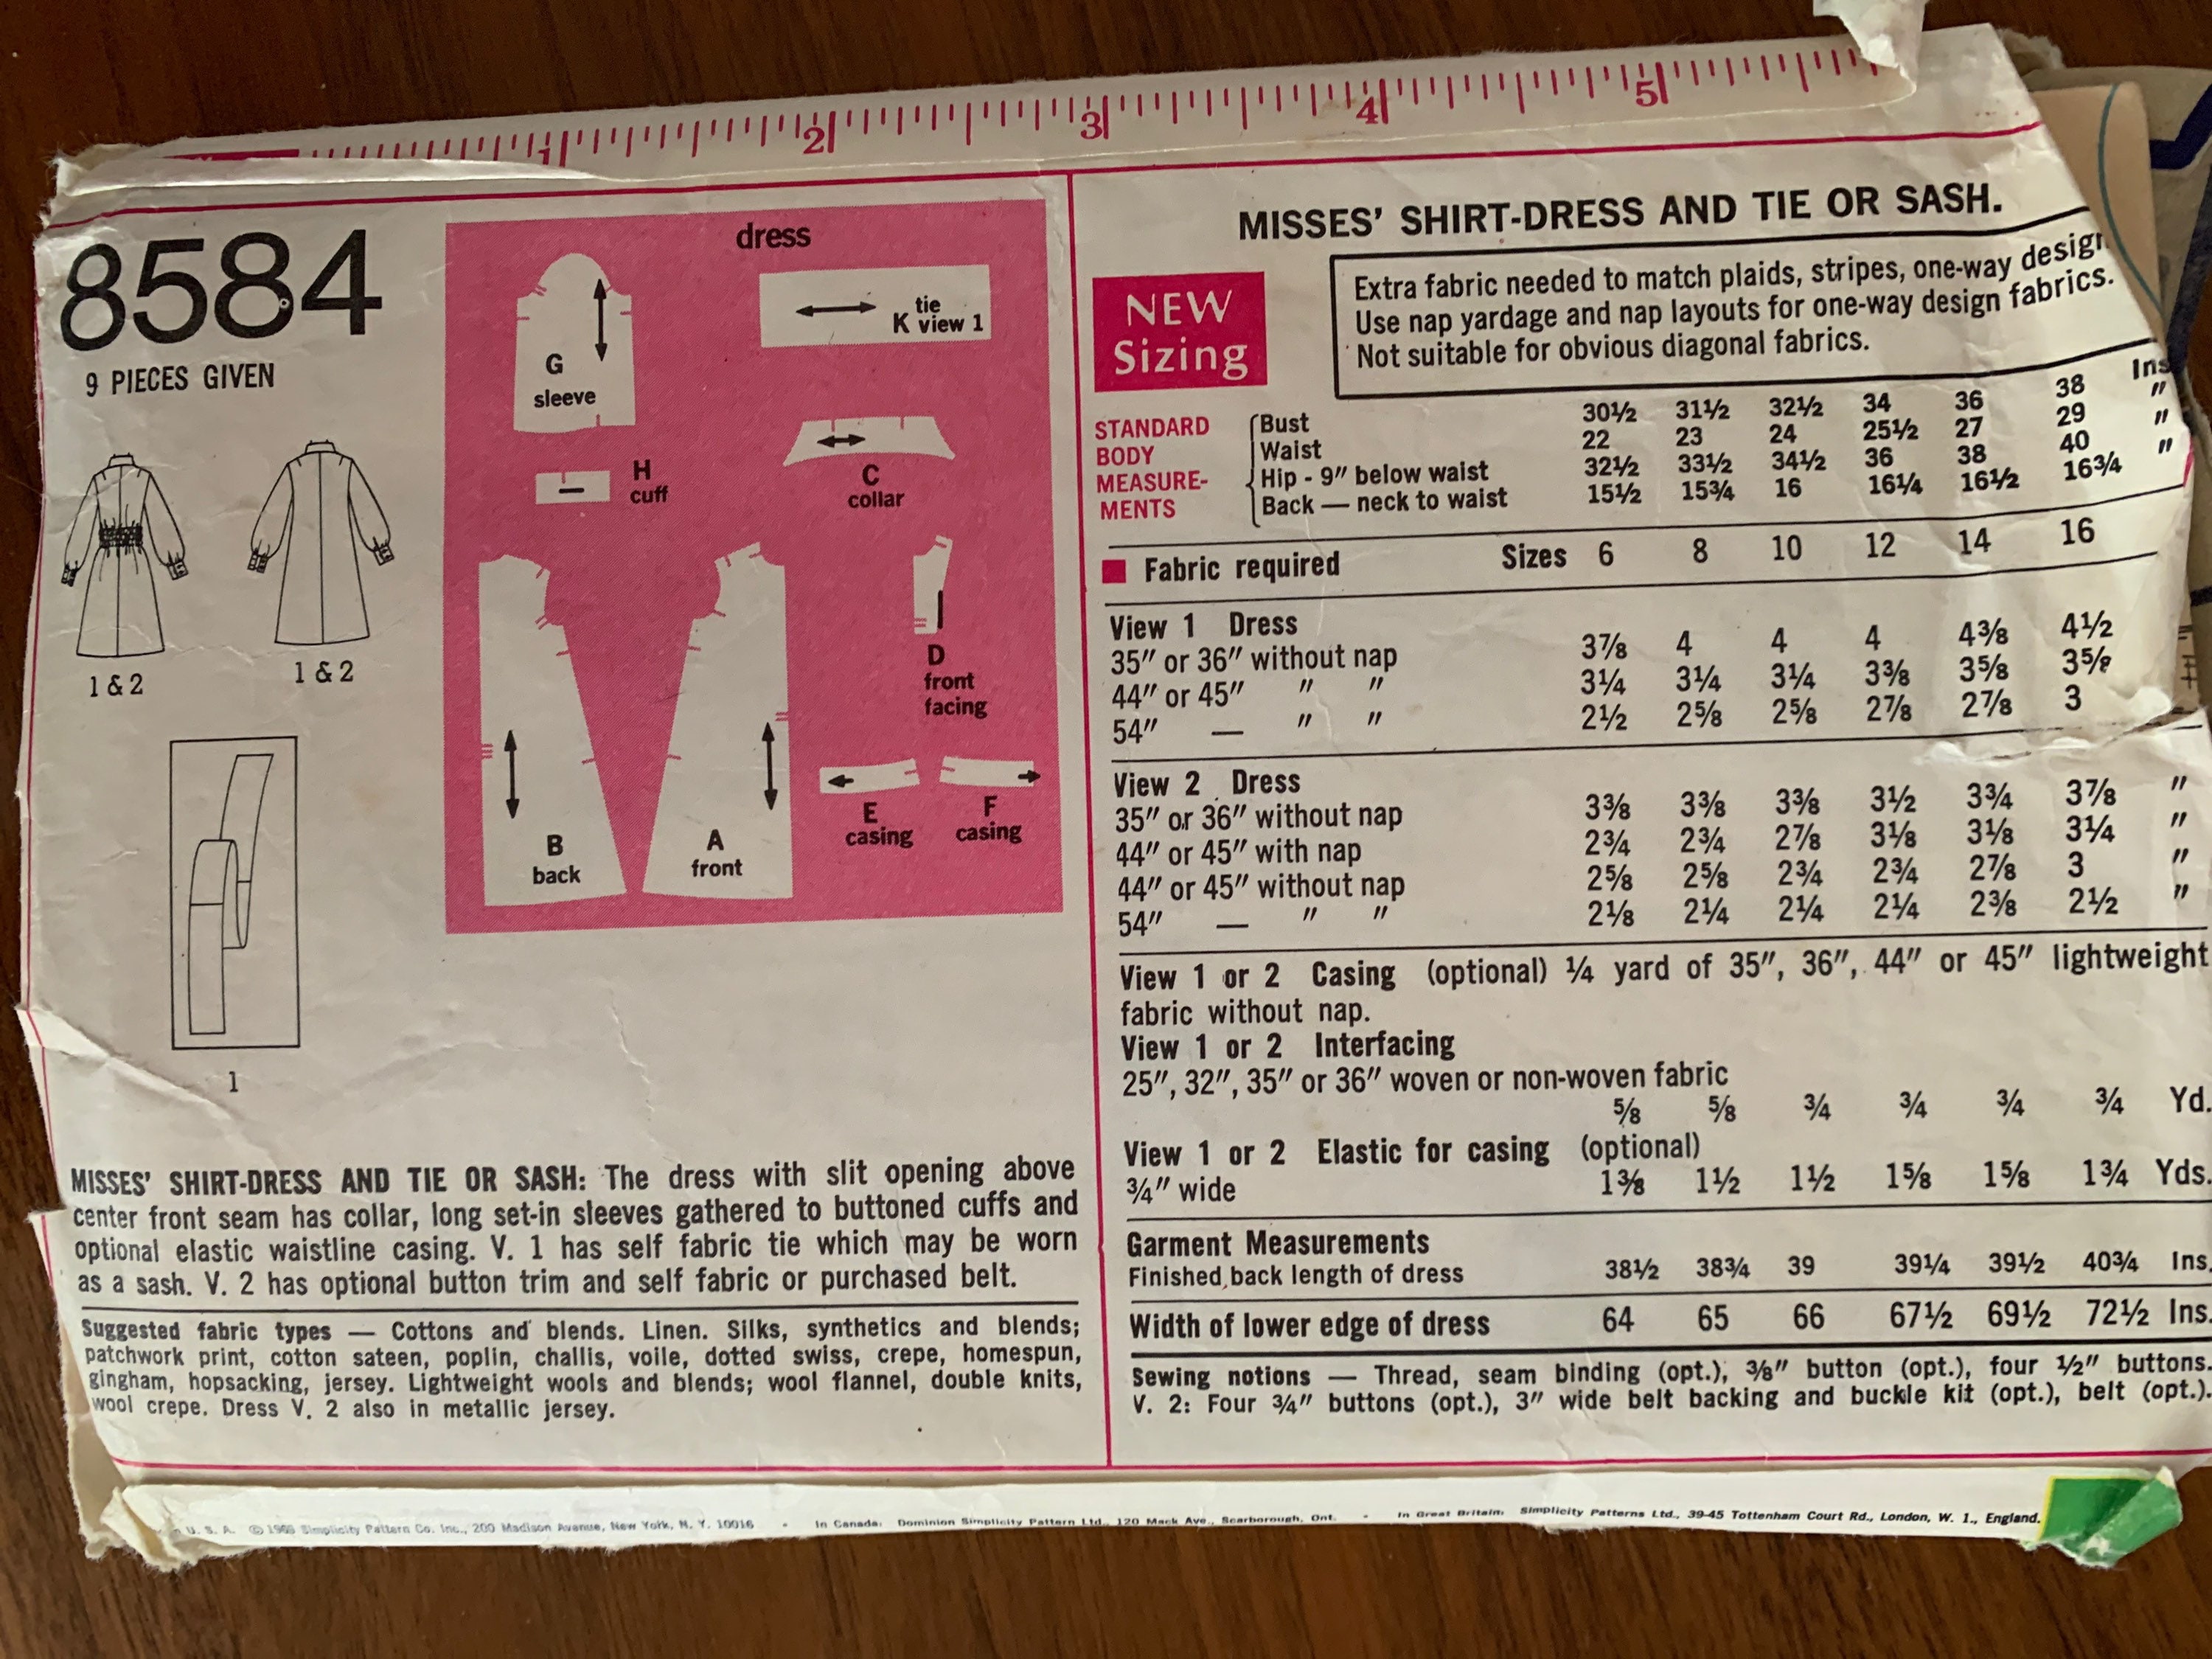 1 2 3 4 5
8584
9 PIECES GIVEN
1 & 2
1 & 2
1
dress
G
sleeve
tie
K view 1
H
cuff
C
collar
D
front
facing
B
back
A
front
E
casing
F
casing
MISSES' SHIRT-DRESS AND TIE OR SASH: The dress with slit opening above
center front seam has collar, long set-in sleeves gathered to buttoned cuffs and
optional elastic waistline casing. V. 1 has self fabric tie which may be worn
as a sash. V. 2 has optional button trim and self fabric or purchased belt.
Suggested fabric types — Cottons and blends. Linen. Silks, synthetics and blends;
patchwork print, cotton sateen, poplin, challis, voile, dotted swiss, crepe, homespun,
gingham, hopsacking, jersey. Lightweight wools and blends; wool flannel, double knits,
wool crepe. Dress V. 2 also in metallic jersey.
MISSES' SHIRT-DRESS AND TIE OR SASH.
NEW
Sizing
Extra fabric needed to match plaids, stripes, one-way design
Use nap yardage and nap layouts for one-way design fabrics.
Not suitable for obvious diagonal fabrics.
STANDARD
BODY
MEASURE-
MENTS
Bust 30½ 31½ 32½ 34 36 38 Ins
Waist 22 23 24 25½ 27 29 "
Hip - 9" below waist 32½ 33½ 34½ 36 38 40 "
Back — neck to waist 15½ 15¾ 16 16¼ 16½ 16¾ "
Fabric required Sizes 6 8 10 12 14 16
View 1 Dress
35" or 36" without nap 3⅞ 4 4 4 4⅜ 4½
44" or 45" " " 3¼ 3¼ 3¼ 3⅜ 3⅝ 3⅝
54" — " " 2½ 2⅝ 2⅝ 2⅞ 2⅞ 3
View 2 Dress
35" or 36" without nap 3⅜ 3⅜ 3⅜ 3½ 3¾ 3⅞ "
44" or 45" with nap 2¾ 2¾ 2⅞ 3⅛ 3⅛ 3¼ "
44" or 45" without nap 2⅝ 2⅝ 2¾ 2¾ 2⅞ 3 "
54" — " " 2⅛ 2¼ 2¼ 2¼ 2⅜ 2½ "
View 1 or 2 Casing (optional) ¼ yard of 35", 36", 44" or 45" lightweight
fabric without nap.
View 1 or 2 Interfacing
25", 32", 35" or 36" woven or non-woven fabric
⅝ ⅝ ¾ ¾ ¾ ¾ Yd.
View 1 or 2 Elastic for casing (optional)
¾" wide 1⅜ 1½ 1½ 1⅝ 1⅝ 1¾ Yds.
Garment Measurements
Finished back length of dress 38½ 38¾ 39 39¼ 39½ 40¾ Ins.
Width of lower edge of dress 64 65 66 67½ 69½ 72½ Ins.
Sewing notions — Thread, seam binding (opt.), ⅜" button (opt.), four ½" buttons.
V. 2: Four ¾" buttons (opt.), 3" wide belt backing and buckle kit (opt.), belt (opt.).
U. S. A. © Simplicity Pattern Co. Inc., 200 Madison Avenue, New York, N. Y. 10016 - In Canada: Dominion Simplicity Pattern Ltd., 120 Mack Ave., Scarborough, Ont. - In Great Britain: Simplicity Patterns Ltd., 39-45 Tottenham Court Rd., London, W. 1., England.